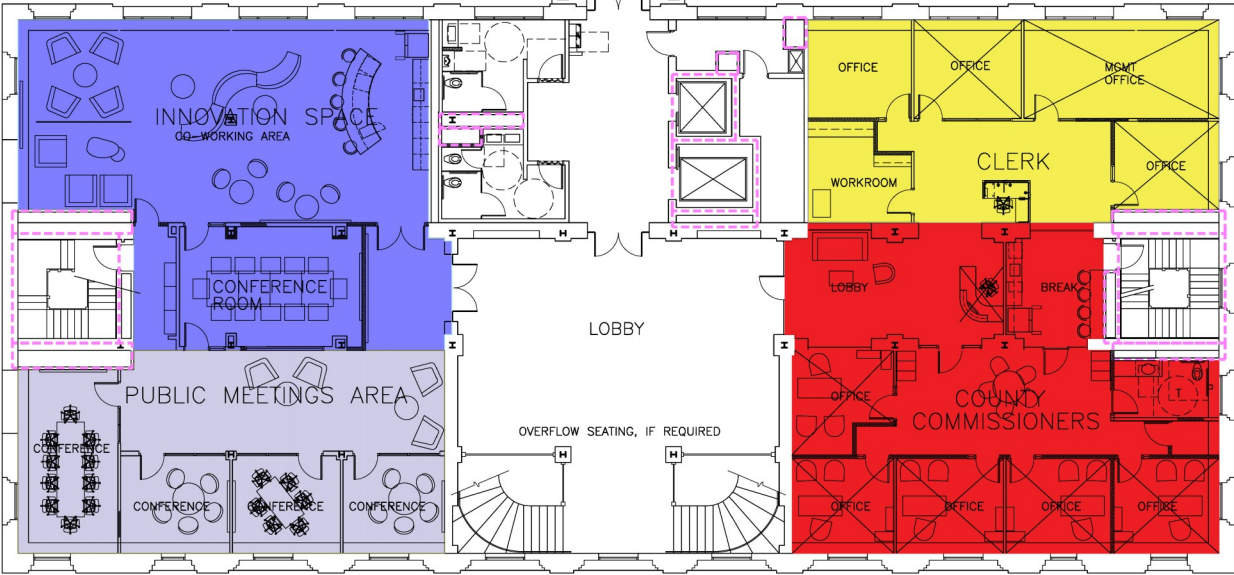 OFFICE
OFFICE
MGMT
OFFICE
INNOVATION SPACE
CO-WORKING AREA
CLERK
OFFICE
WORKROOM
CONFERENCE
ROOM
LOBBY
BREAK
LOBBY
PUBLIC MEETINGS AREA
OFFICE
COUNTY
COMMISSIONERS
T
OVERFLOW SEATING, IF REQUIRED
CONFERENCE
CONFERENCE
CONFERENCE
CONFERENCE
OFFICE
OFFICE
OFFICE
OFFICE